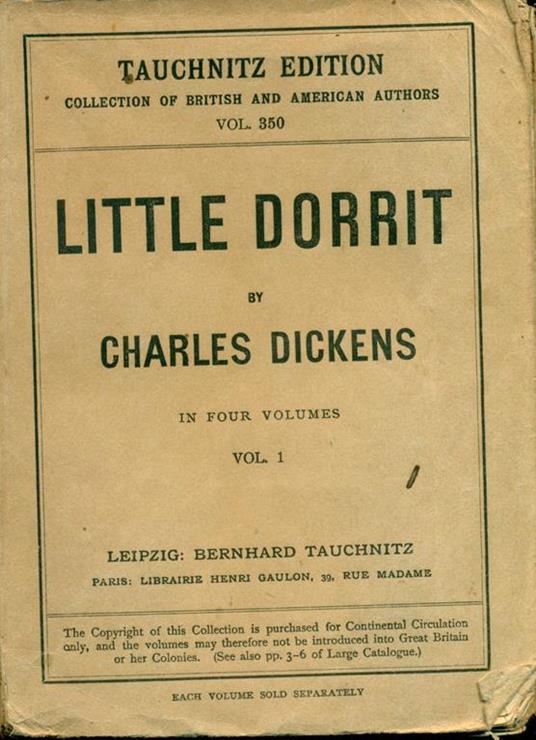 TAUCHNITZ EDITION
COLLECTION OF BRITISH AND AMERICAN AUTHORS
VOL. 350
LITTLE DORRIT
BY
CHARLES DICKENS
IN FOUR VOLUMES
VOL. 1
LEIPZIG: BERNHARD TAUCHNITZ
PARIS: LIBRAIRIE HENRI GAULON, 39, RUE MADAME
The Copyright of this Collection is purchased for Continental Circulation
only, and the volumes may therefore not be introduced into Great Britain
or her Colonies. (See also pp. 3-6 of Large Catalogue.)
EACH VOLUME SOLD SEPARATELY